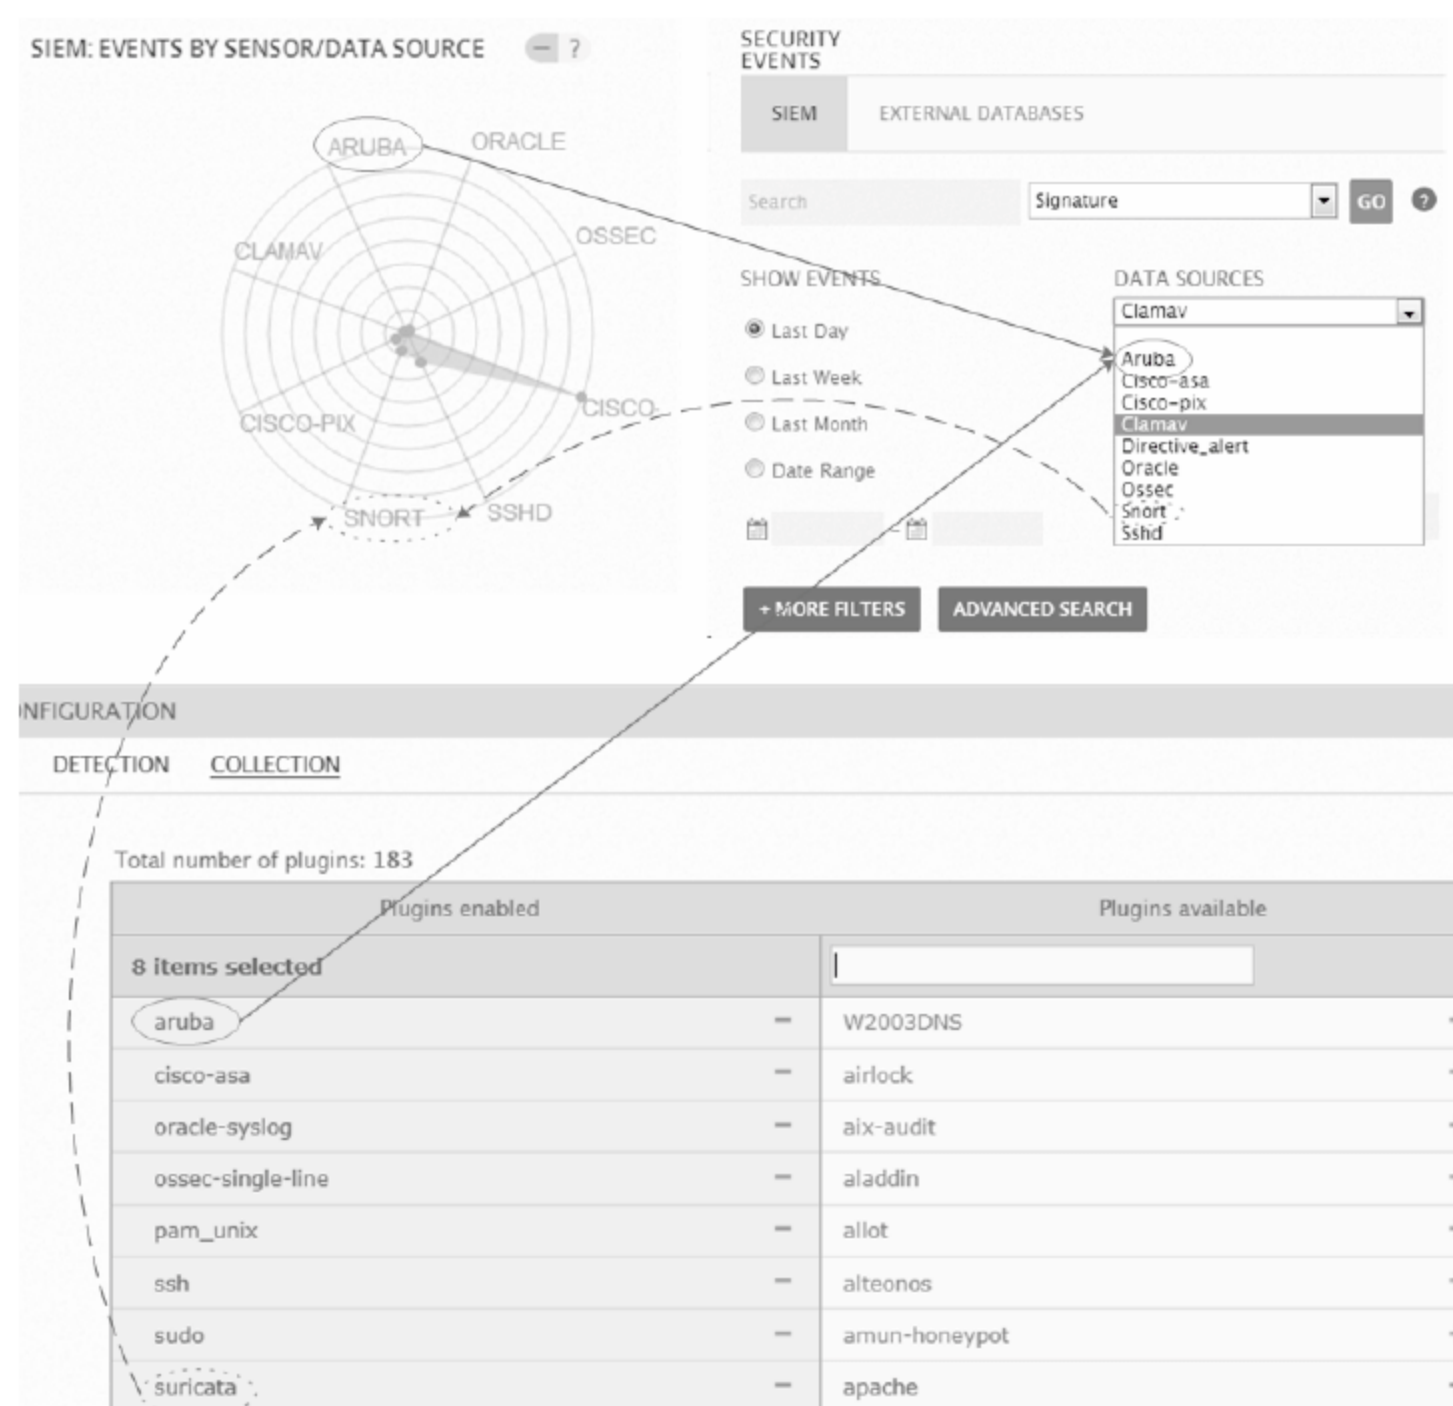 SIEM: EVENTS BY SENSOR/DATA SOURCE
− ?
ARUBA
ORACLE
CLAMAV
OSSEC
CISCO-PIX
CISCO-
SNORT
SSHD
SECURITY
EVENTS
SIEM
EXTERNAL DATABASES
Search
Signature
GO
?
SHOW EVENTS
Last Day
Last Week
Last Month
Date Range
-
DATA SOURCES
Clamav
Aruba
Cisco-asa
Cisco-pix
Clamav
Directive_alert
Oracle
Ossec
Snort
Sshd
+ MORE FILTERS
ADVANCED SEARCH
NFIGURATION
DETECTION COLLECTION
Total number of plugins: 183
Plugins enabled
Plugins available
8 items selected
aruba −
W2003DNS
cisco-asa −
airlock
oracle-syslog −
aix-audit
ossec-single-line −
aladdin
pam_unix −
allot
ssh −
alteonos
sudo −
amun-honeypot
suricata −
apache